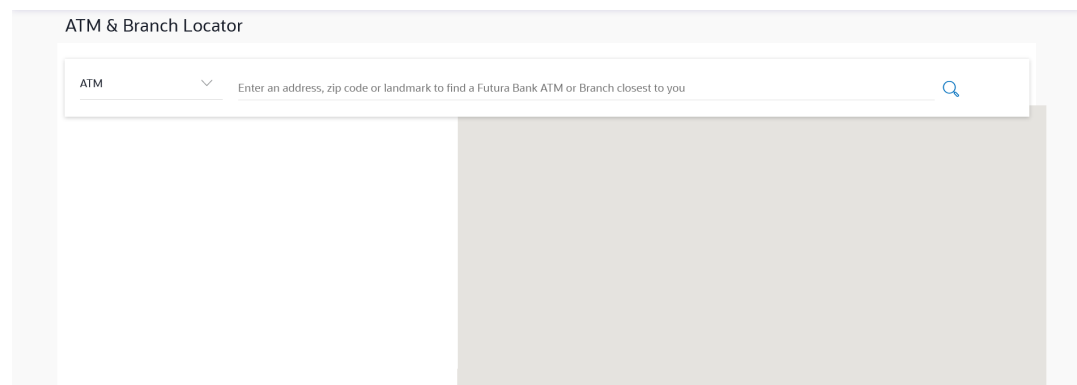 ATM & Branch Locator
ATM
Enter an address, zip code or landmark to find a Futura Bank ATM or Branch closest to you